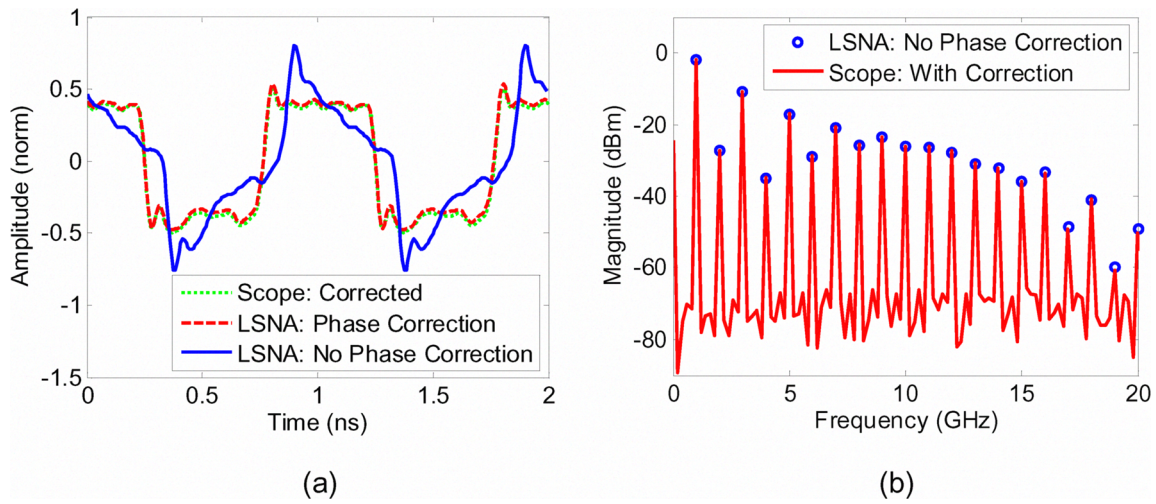 1
0.5
0
-0.5
-1
-1.5
Amplitude (norm)
Scope: Corrected
LSNA: Phase Correction
LSNA: No Phase Correction
0 0.5 1 1.5 2
Time (ns)
(a)
0
-20
-40
-60
-80
Magnitude (dBm)
LSNA: No Phase Correction
Scope: With Correction
0 5 10 15 20
Frequency (GHz)
(b)